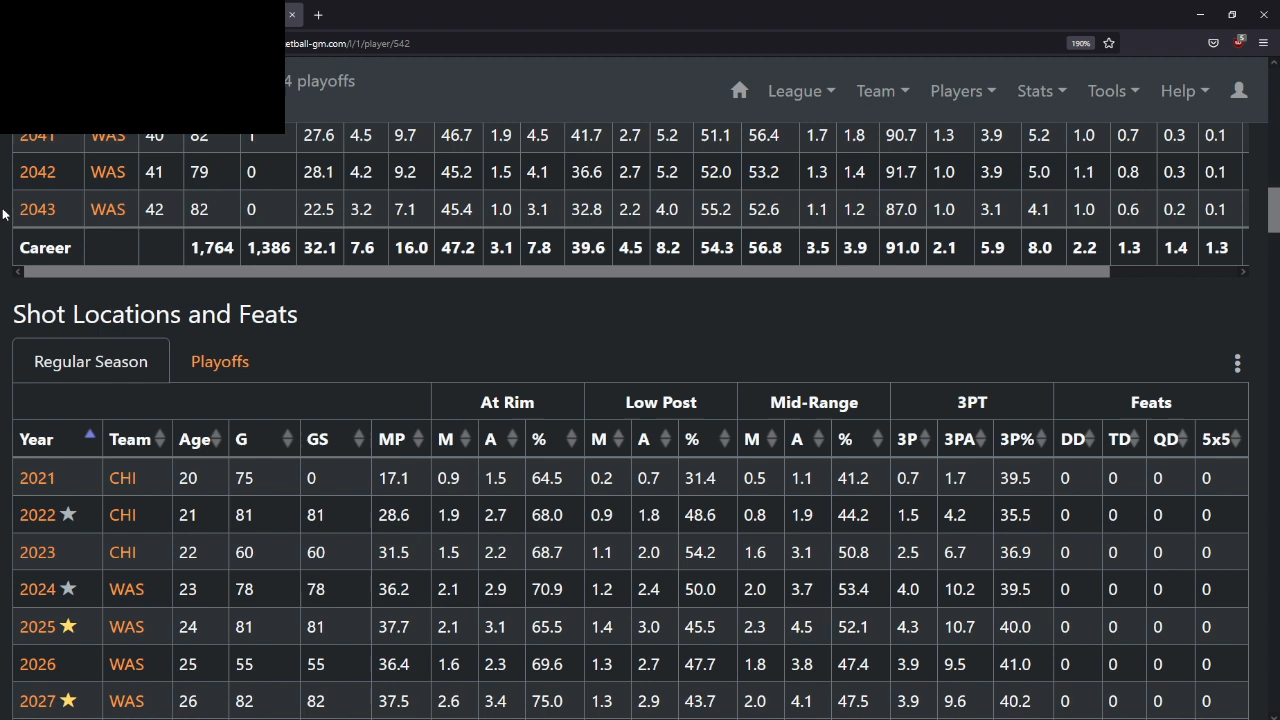 etball-gm.com/l/1/player/542
190%
5
4 playoffs
League Team Players Stats Tools Help
2041 WAS 40 82 1 27.6 4.5 9.7 46.7 1.9 4.5 41.7 2.7 5.2 51.1 56.4 1.7 1.8 90.7 1.3 3.9 5.2 1.0 0.7 0.3 0.1
2042 WAS 41 79 0 28.1 4.2 9.2 45.2 1.5 4.1 36.6 2.7 5.2 52.0 53.2 1.3 1.4 91.7 1.0 3.9 5.0 1.1 0.8 0.3 0.1
2043 WAS 42 82 0 22.5 3.2 7.1 45.4 1.0 3.1 32.8 2.2 4.0 55.2 52.6 1.1 1.2 87.0 1.0 3.1 4.1 1.0 0.6 0.2 0.1
Career 1,764 1,386 32.1 7.6 16.0 47.2 3.1 7.8 39.6 4.5 8.2 54.3 56.8 3.5 3.9 91.0 2.1 5.9 8.0 2.2 1.3 1.4 1.3
Shot Locations and Feats
Regular Season Playoffs
At Rim Low Post Mid-Range 3PT Feats
Year Team Age G GS MP M A % M A % M A % 3P 3PA 3P% DD TD QD 5x5
2021 CHI 20 75 0 17.1 0.9 1.5 64.5 0.2 0.7 31.4 0.5 1.1 41.2 0.7 1.7 39.5 0 0 0 0
2022 CHI 21 81 81 28.6 1.9 2.7 68.0 0.9 1.8 48.6 0.8 1.9 44.2 1.5 4.2 35.5 0 0 0 0
2023 CHI 22 60 60 31.5 1.5 2.2 68.7 1.1 2.0 54.2 1.6 3.1 50.8 2.5 6.7 36.9 0 0 0 0
2024 WAS 23 78 78 36.2 2.1 2.9 70.9 1.2 2.4 50.0 2.0 3.7 53.4 4.0 10.2 39.5 0 0 0 0
2025 WAS 24 81 81 37.7 2.1 3.1 65.5 1.4 3.0 45.5 2.3 4.5 52.1 4.3 10.7 40.0 0 0 0 0
2026 WAS 25 55 55 36.4 1.6 2.3 69.6 1.3 2.7 47.7 1.8 3.8 47.4 3.9 9.5 41.0 0 0 0 0
2027 WAS 26 82 82 37.5 2.6 3.4 75.0 1.3 2.9 43.7 2.0 4.1 47.5 3.9 9.6 40.2 0 0 0 0